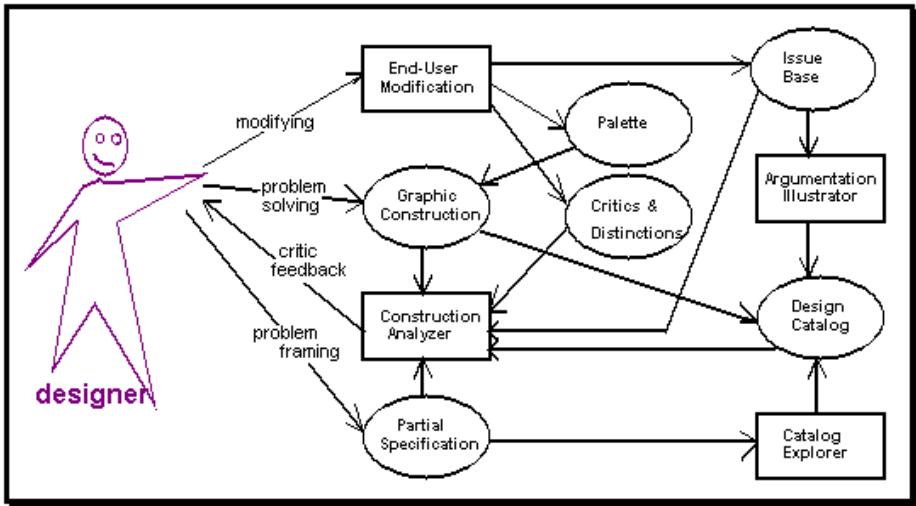 End-User
Modification
Issue
Base
modifying
Palette
problem
solving
Graphic
Construction
Critics &
Distinctions
Argumentation
Illustrator
critic
feedback
Construction
Analyzer
Design
Catalog
problem
framing
designer
Partial
Specification
Catalog
Explorer